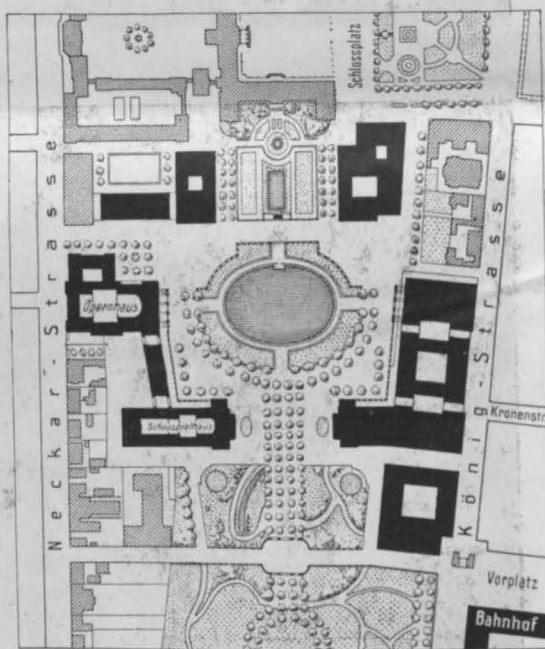 Schlossplatz
Neckar-Strasse
König-Strasse
Opernhaus
Schauspielhaus
Kronenstr
Vorplatz
Bahnhof